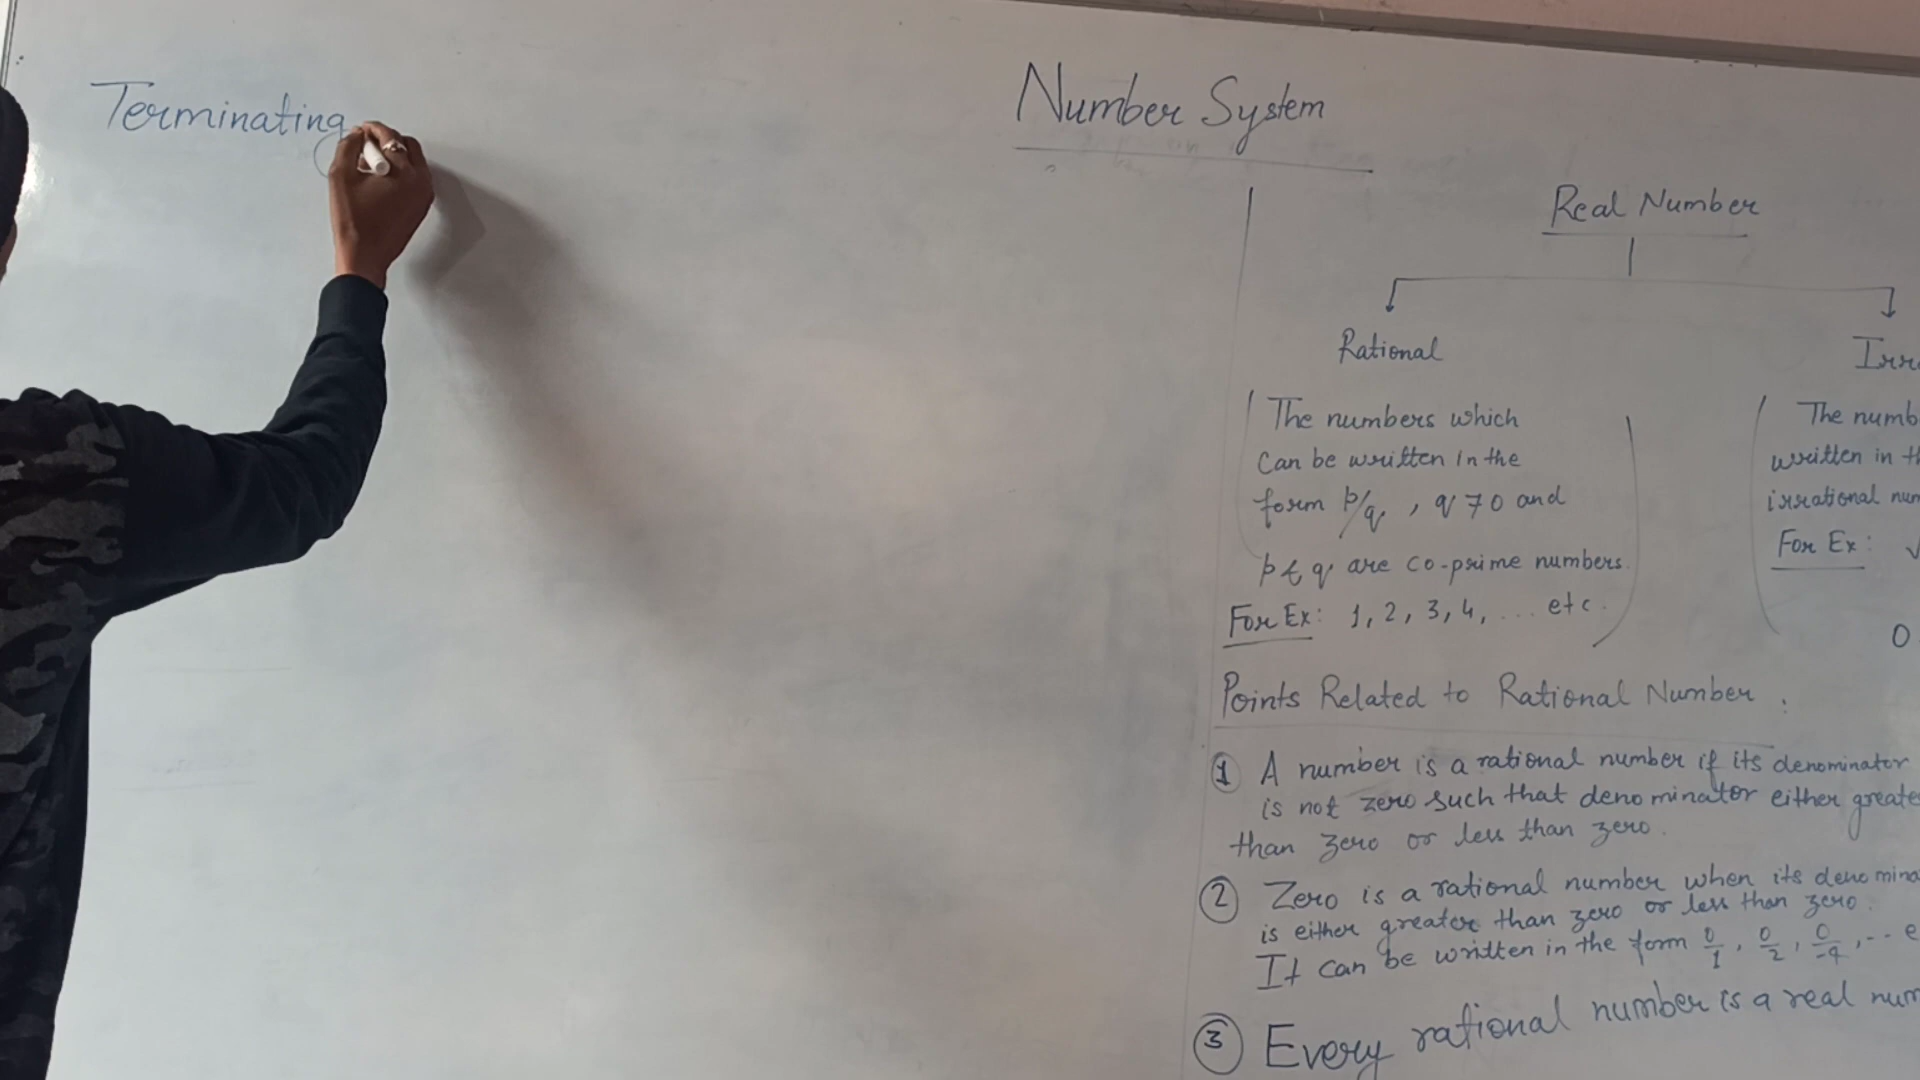 Terminating
Number System
Real Number
Rational
The numbers which
Can be written in the
form p/q , q ≠ 0 and
p & q are co-prime numbers.
For Ex: 1, 2, 3, 4, ... etc.
The numb
written in th
irrational num
For Ex: √
0
Points Related to Rational Number :
① A number is a rational number if its denominator
is not zero such that denominator either greate
than zero or less than zero.
② Zero is a rational number when its denomina
is either greater than zero or less than zero.
It can be written in the form 0/1, 0/2, 0/-9, ... e
③ Every rational number is a real num